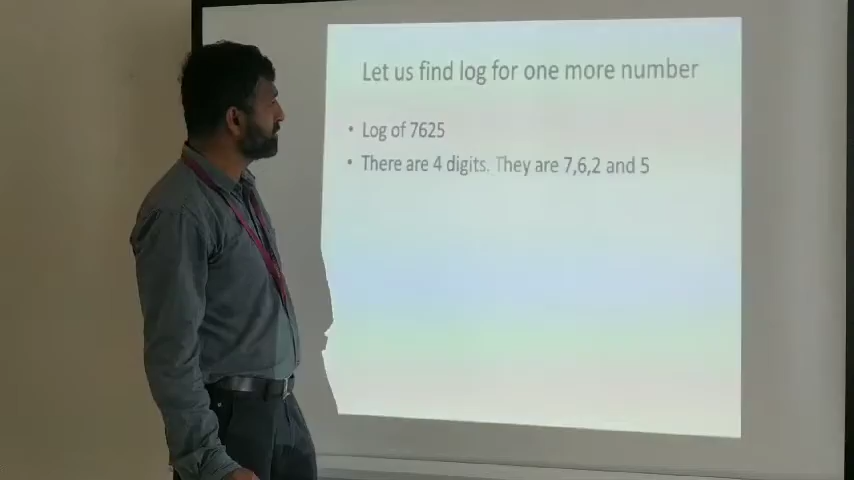 Let us find log for one more number
• Log of 7625
• There are 4 digits. They are 7,6,2 and 5